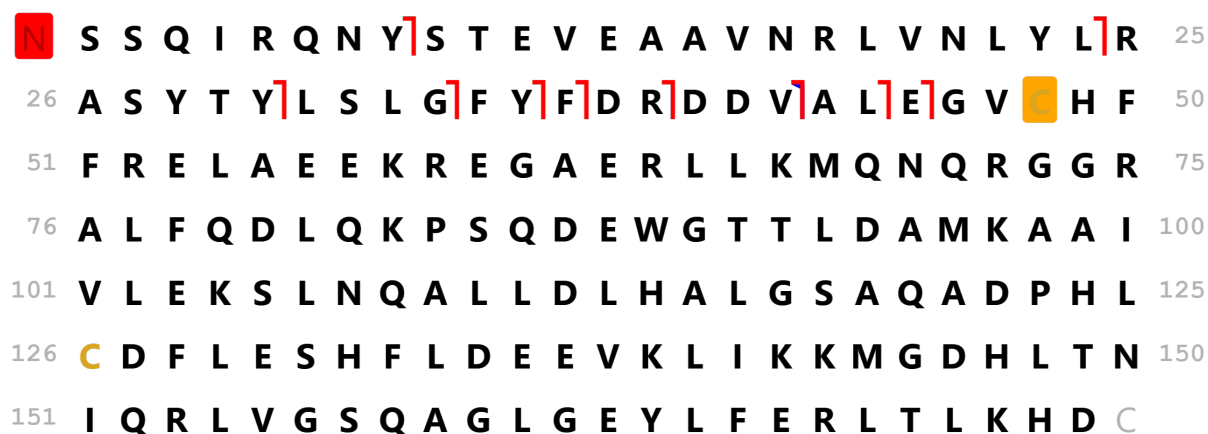 N S S Q I R Q N Y S T E V E A A V N R L V N L Y L R 25
26 A S Y T Y L S L G F Y F D R D D V A L E G V C H F 50
51 F R E L A E E K R E G A E R L L K M Q N Q R G G R 75
76 A L F Q D L Q K P S Q D E W G T T L D A M K A A I 100
101 V L E K S L N Q A L L D L H A L G S A Q A D P H L 125
126 C D F L E S H F L D E E V K L I K K M G D H L T N 150
151 I Q R L V G S Q A G L G E Y L F E R L T L K H D C